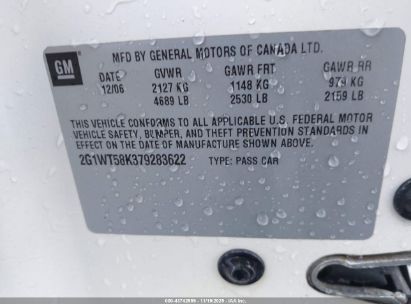 GM
MFD BY GENERAL MOTORS OF CANADA LTD.
DATE GVWR GAWR FRT GAWR RR
12/06 2127 KG 1148 KG 979 KG
4689 LB 2530 LB 2159 LB
THIS VEHICLE CONFORMS TO ALL APPLICABLE U.S. FEDERAL MOTOR
VEHICLE SAFETY, BUMPER, AND THEFT PREVENTION STANDARDS IN
EFFECT ON THE DATE OF MANUFACTURE SHOWN ABOVE.
2G1WT58K379283622 TYPE: PASS CAR